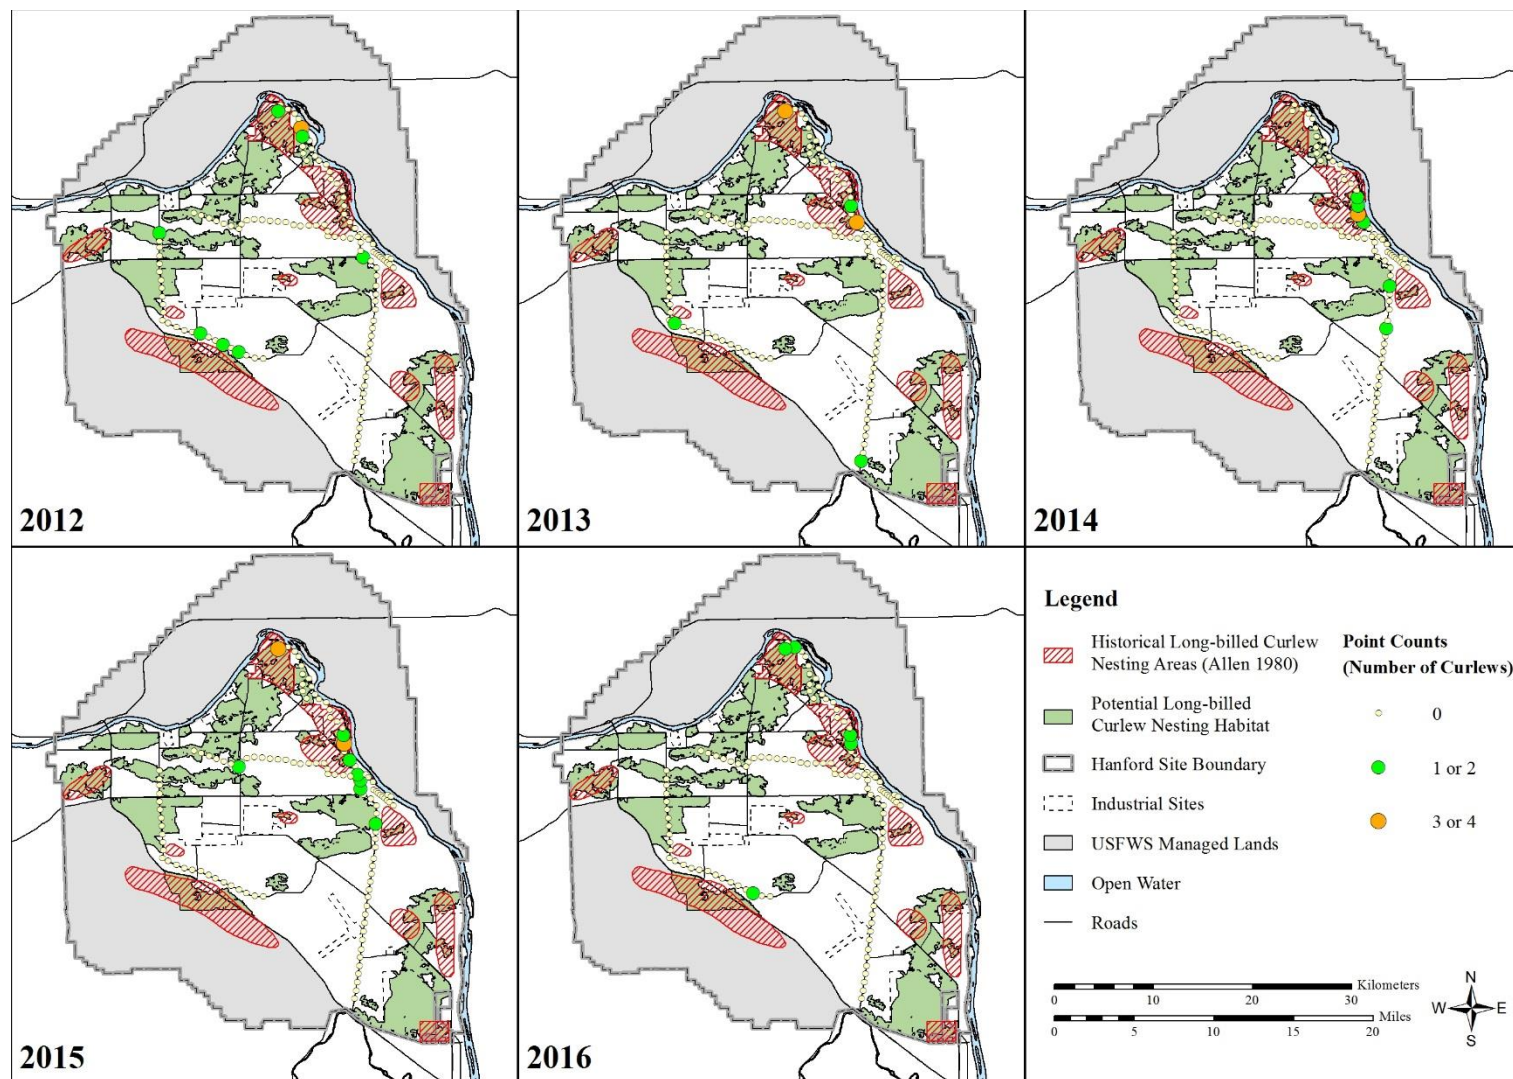 2012
2013
2014
2015
2016
Legend
Historical Long-billed Curlew
Nesting Areas (Allen 1980)
Potential Long-billed
Curlew Nesting Habitat
Hanford Site Boundary
Industrial Sites
USFWS Managed Lands
Open Water
Roads
Point Counts
(Number of Curlews)
0
1 or 2
3 or 4
Kilometers
0 10 20 30
Miles
0 5 10 15 20
N
W E
S